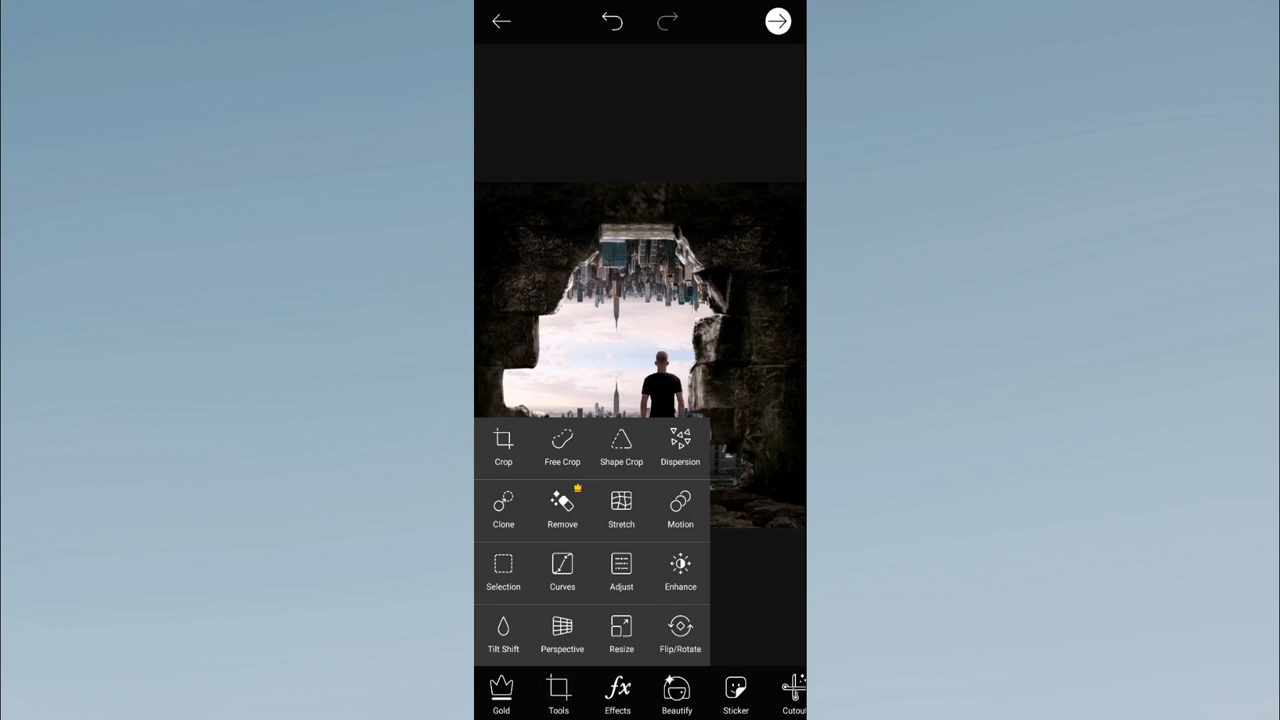 Crop Free Crop Shape Crop Dispersion
Clone Remove Stretch Motion
Selection Curves Adjust Enhance
Tilt Shift Perspective Resize Flip/Rotate
Gold Tools Effects Beautify Sticker Cutout